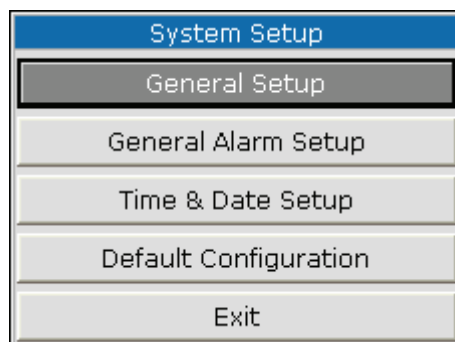 System Setup
General Setup
General Alarm Setup
Time & Date Setup
Default Configuration
Exit